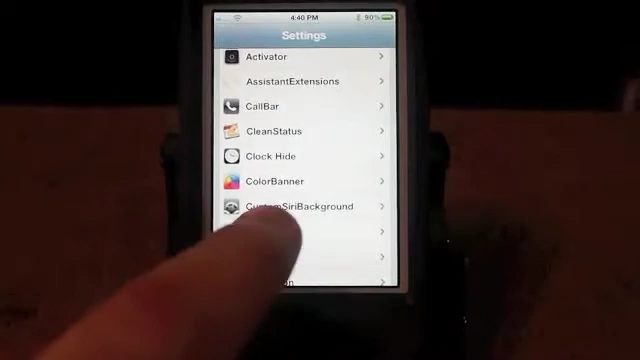 4:40 PM
90%
Settings
Activator
AssistantExtensions
CallBar
CleanStatus
Clock Hide
ColorBanner
CustomSiriBackground